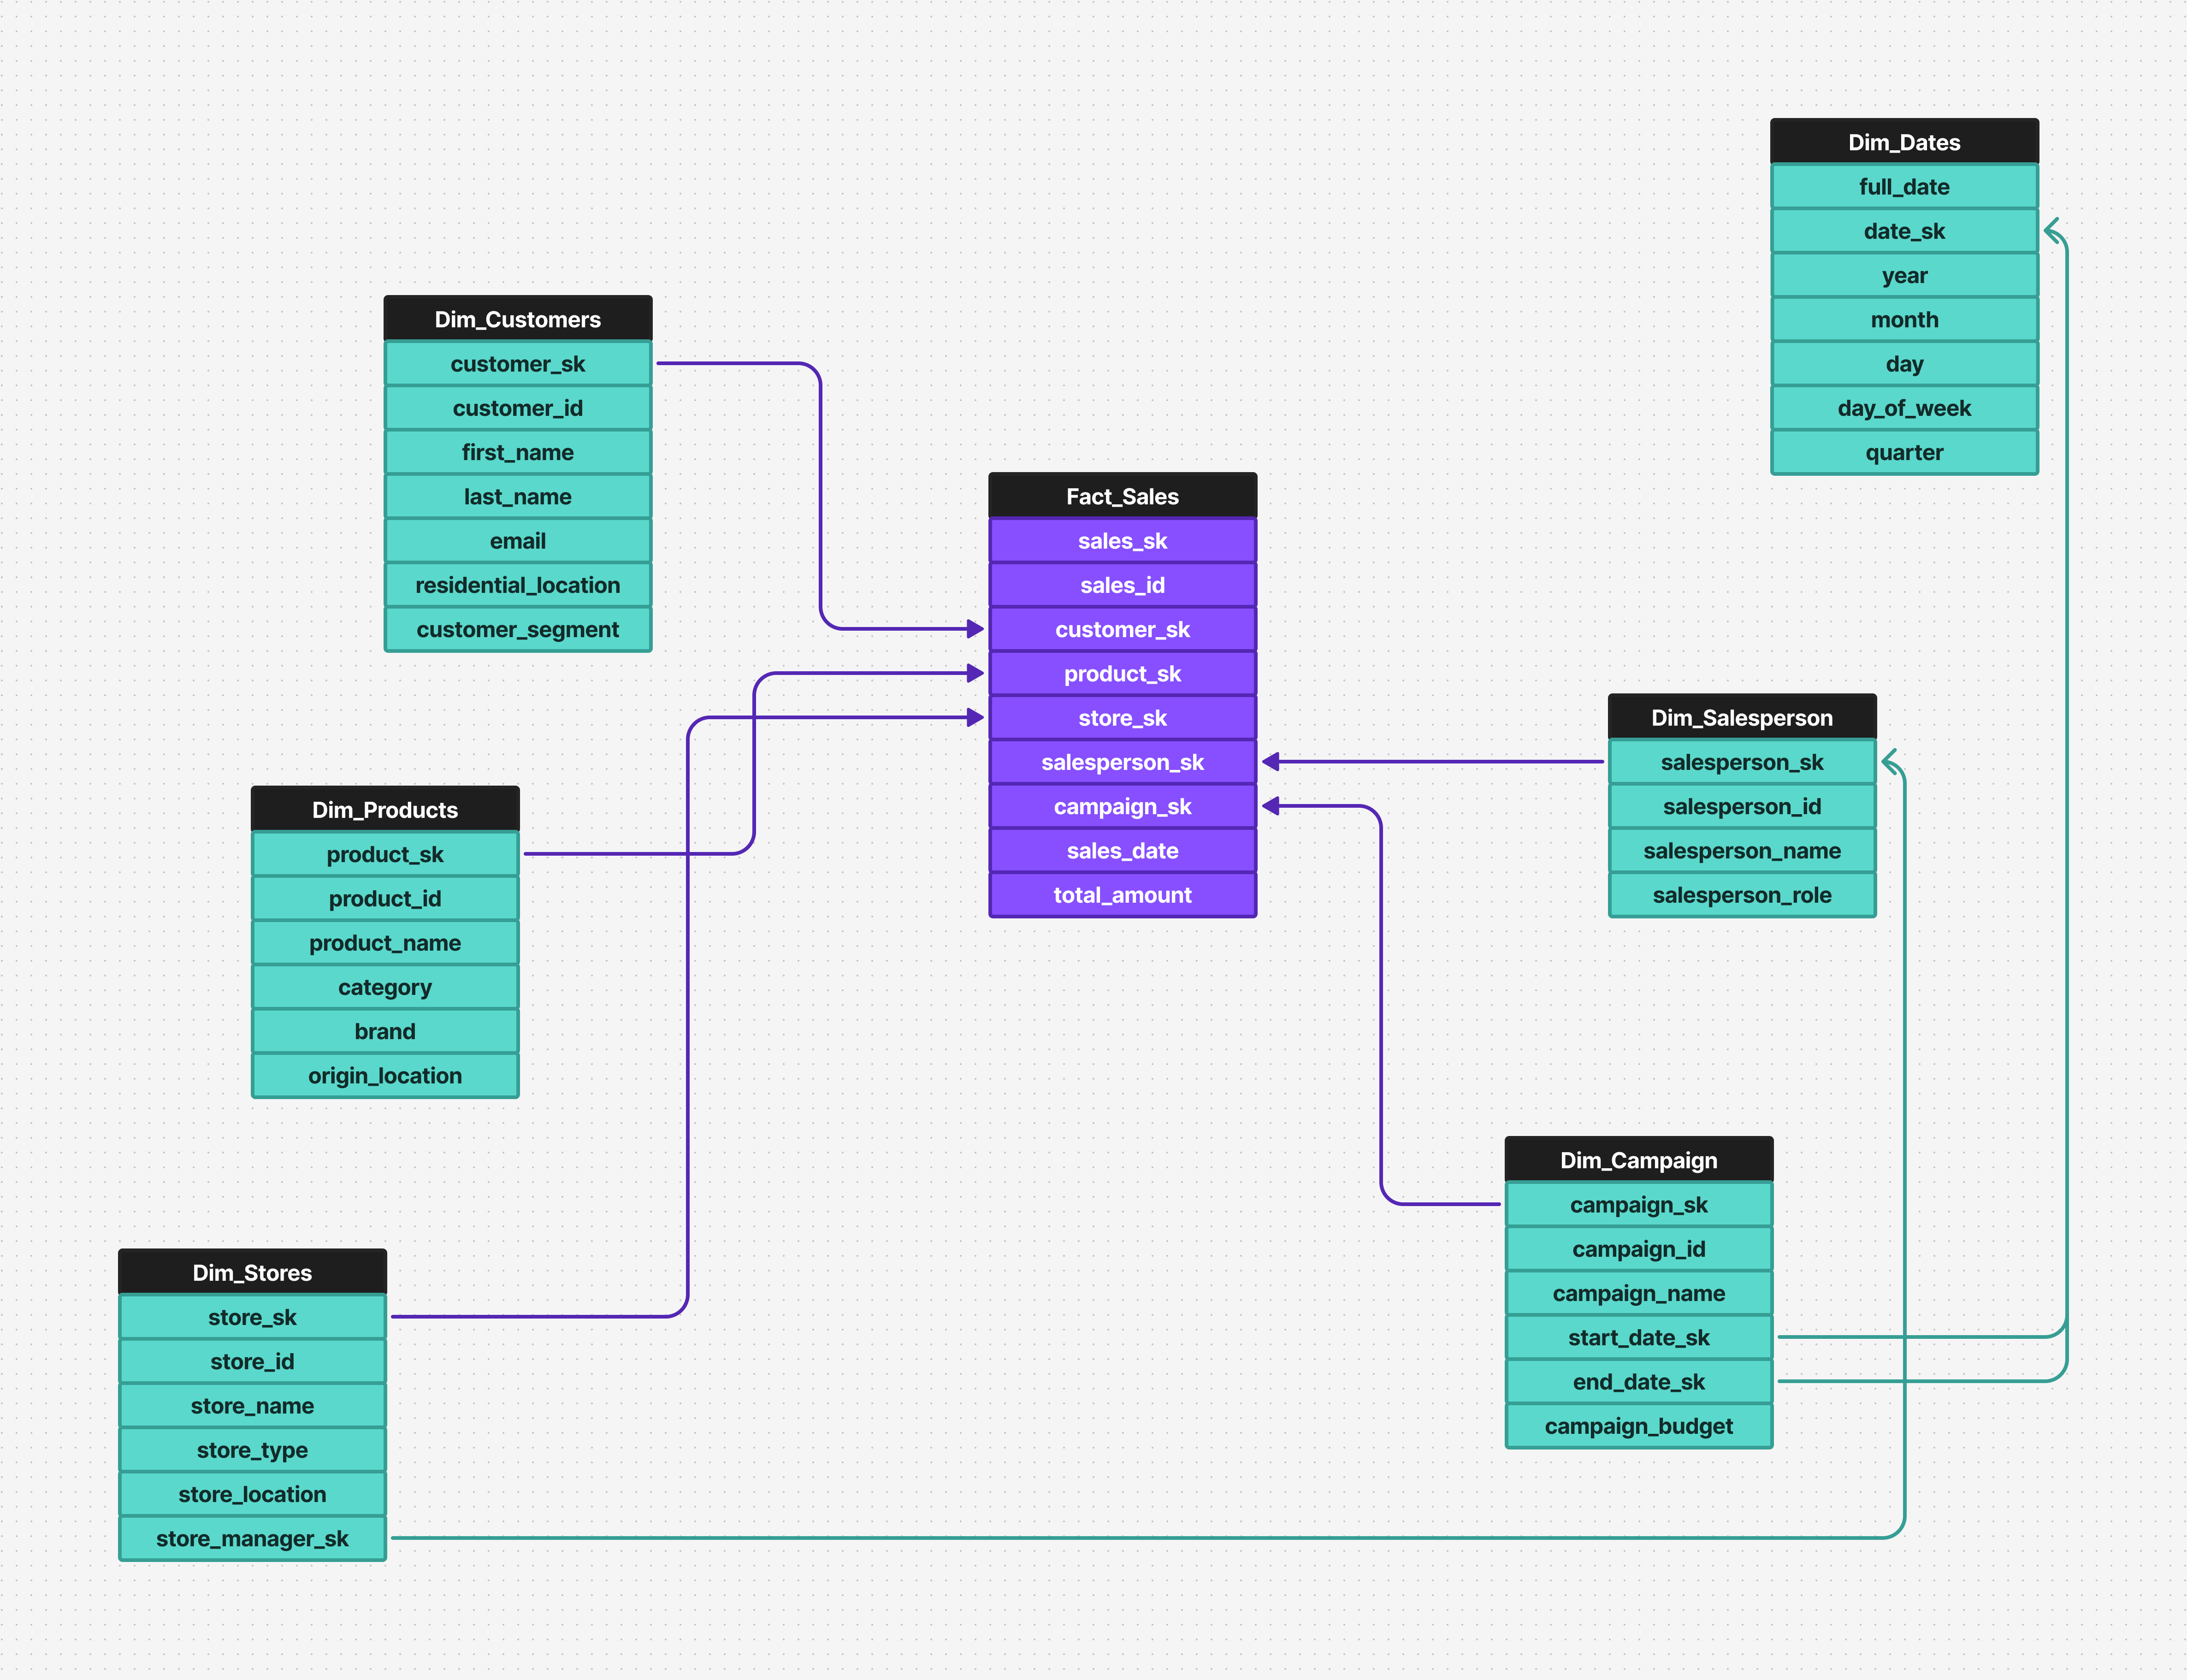 Dim_Dates
full_date
date_sk
year
month
day
day_of_week
quarter
Dim_Customers
customer_sk
customer_id
first_name
last_name
email
residential_location
customer_segment
Fact_Sales
sales_sk
sales_id
customer_sk
product_sk
store_sk
salesperson_sk
campaign_sk
sales_date
total_amount
Dim_Salesperson
salesperson_sk
salesperson_id
salesperson_name
salesperson_role
Dim_Products
product_sk
product_id
product_name
category
brand
origin_location
Dim_Campaign
campaign_sk
campaign_id
campaign_name
start_date_sk
end_date_sk
campaign_budget
Dim_Stores
store_sk
store_id
store_name
store_type
store_location
store_manager_sk